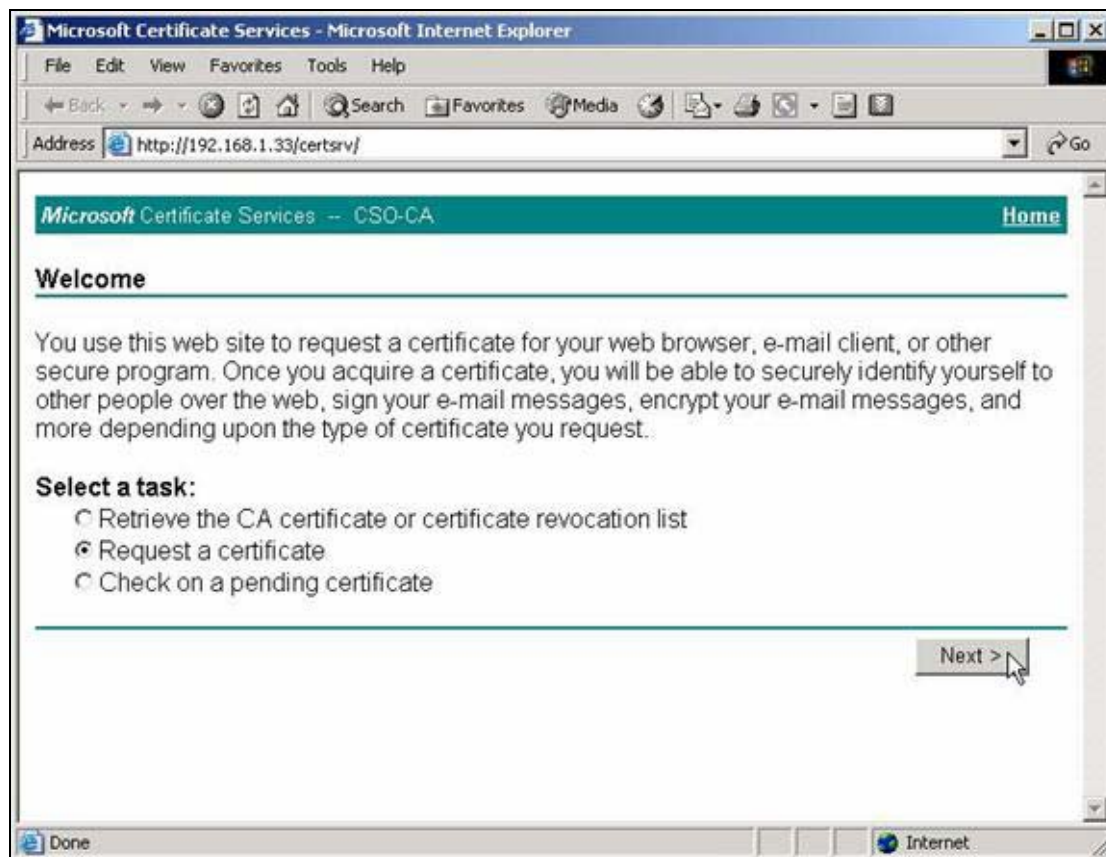 Microsoft Certificate Services - Microsoft Internet Explorer
File Edit View Favorites Tools Help
Back Search Favorites Media
Address http://192.168.1.33/certsrv/ Go
Microsoft Certificate Services -- CSO-CA Home
Welcome
You use this web site to request a certificate for your web browser, e-mail client, or other
secure program. Once you acquire a certificate, you will be able to securely identify yourself to
other people over the web, sign your e-mail messages, encrypt your e-mail messages, and
more depending upon the type of certificate you request.
Select a task:
Retrieve the CA certificate or certificate revocation list
Request a certificate
Check on a pending certificate
Next >
Done Internet